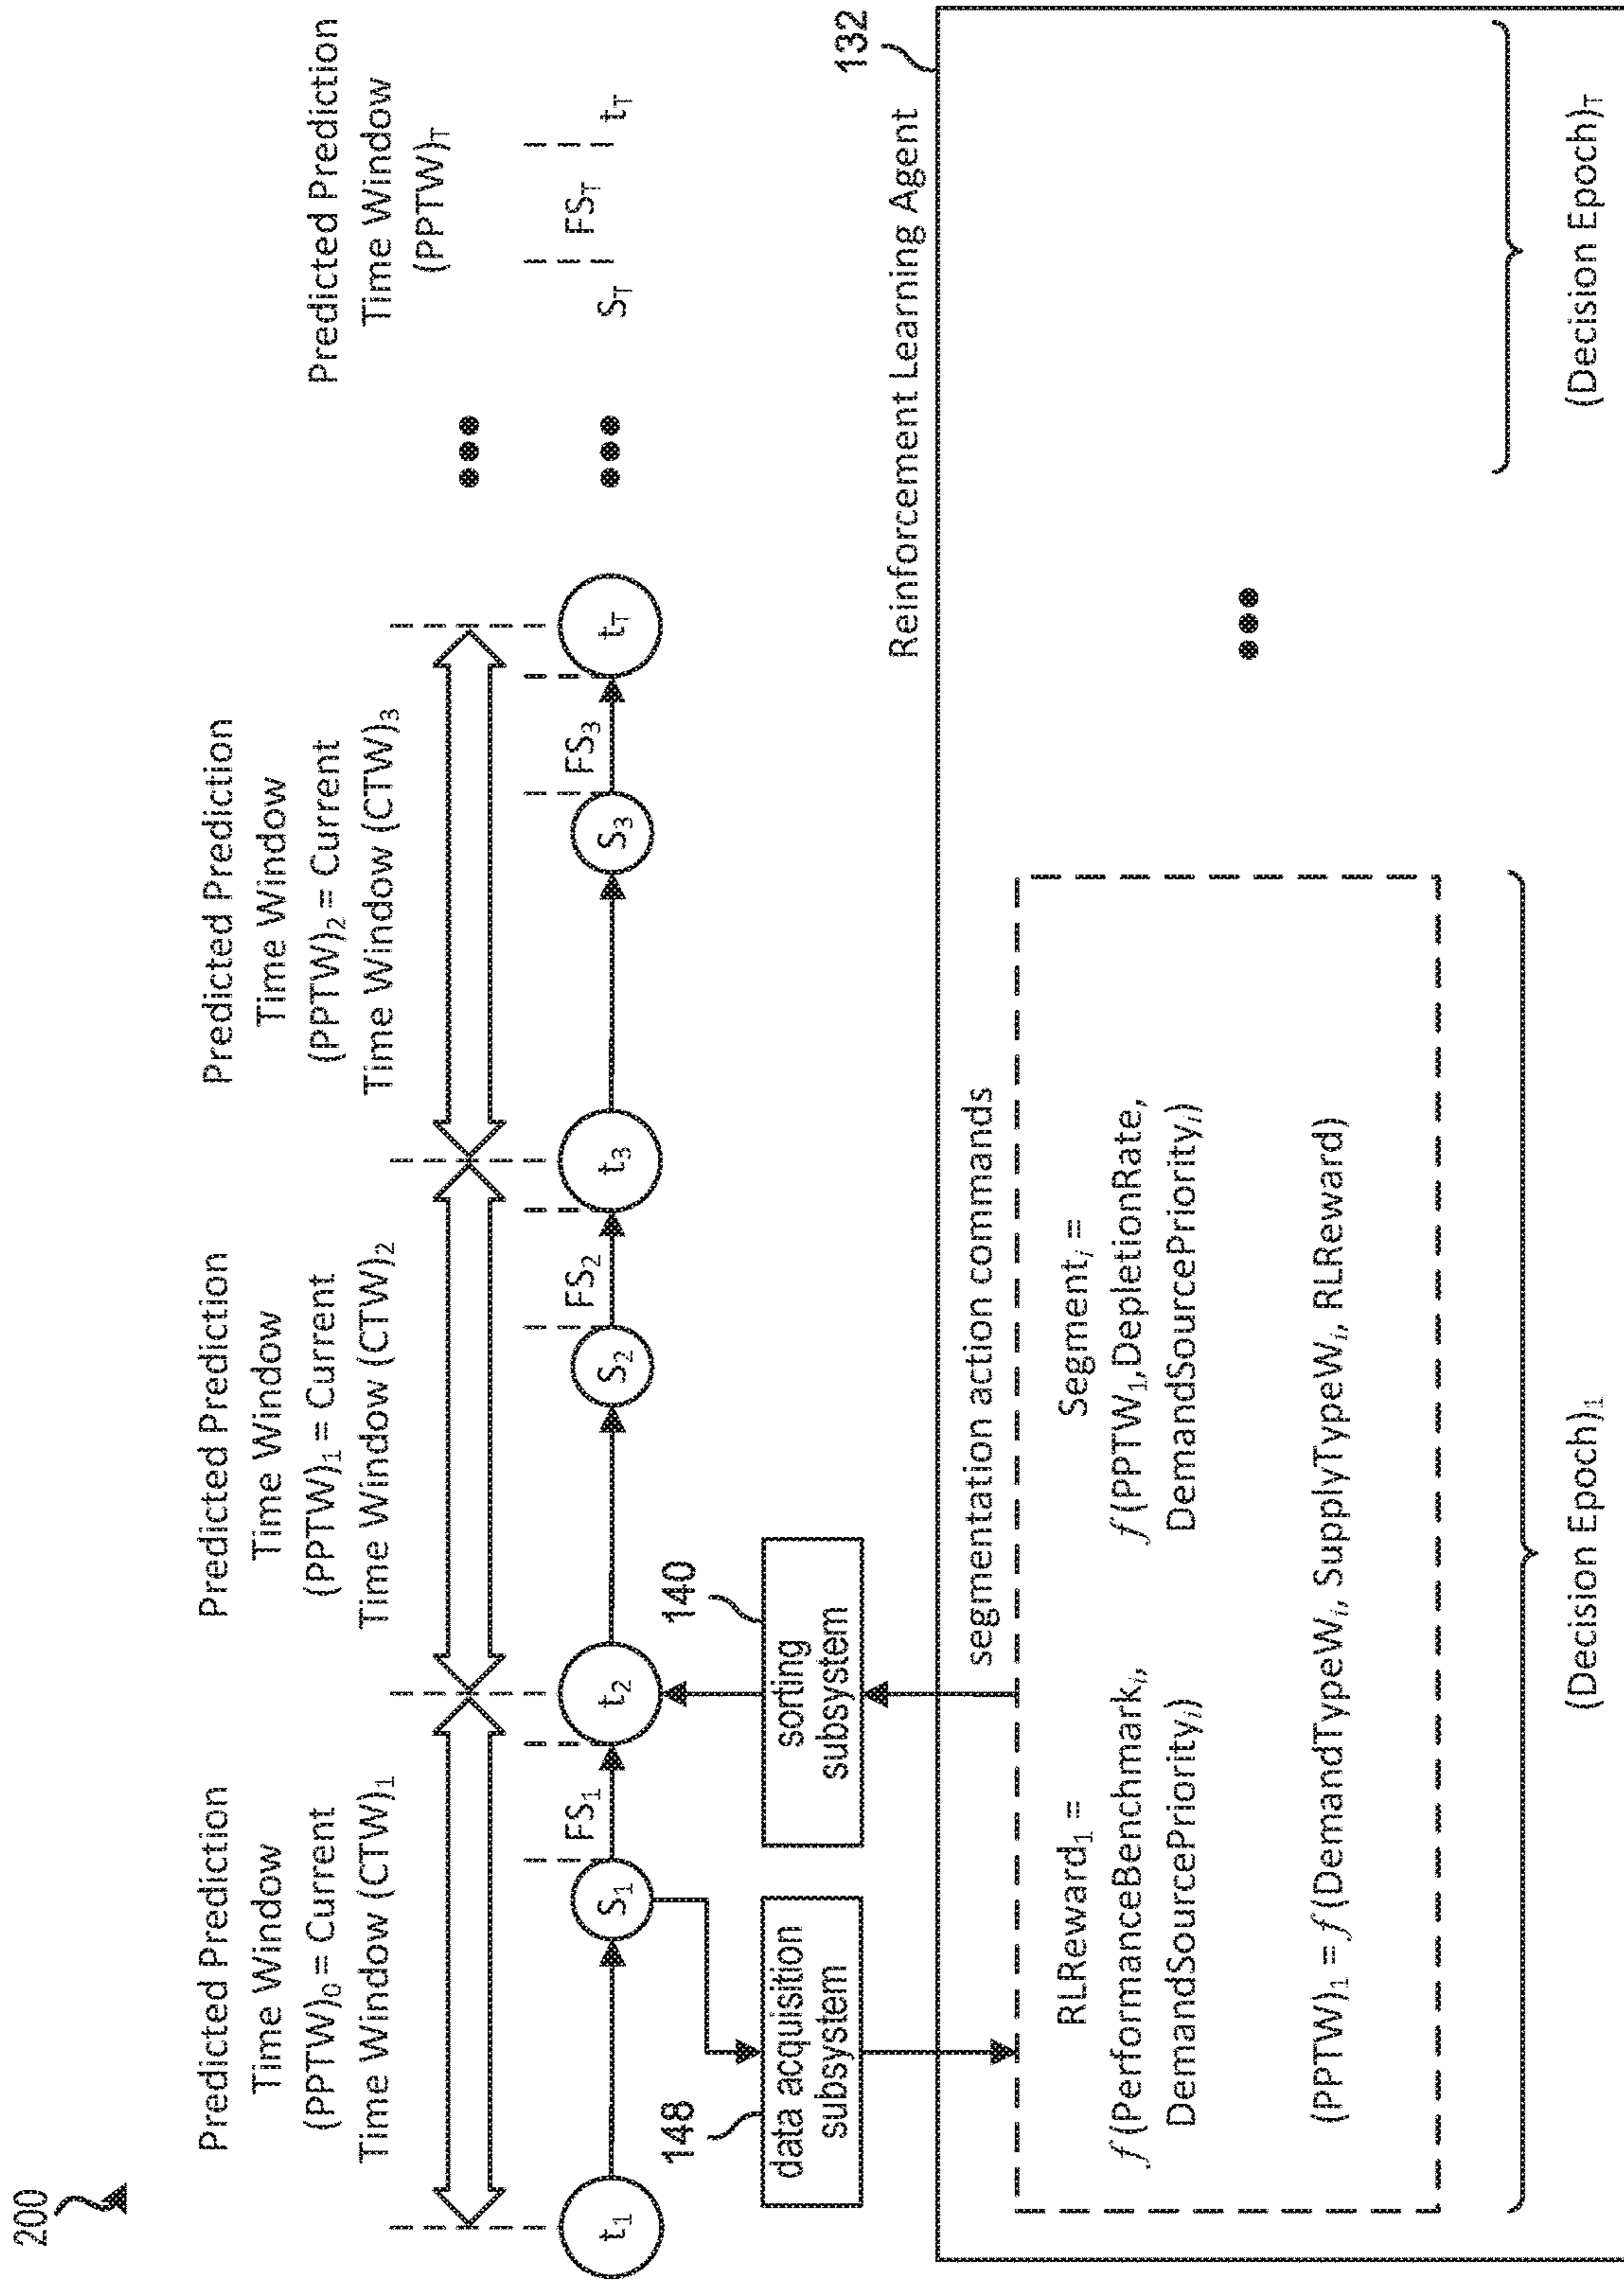 200
Predicted Prediction
Time Window
(PPTW)₀ = Current
Time Window (CTW)₁
Predicted Prediction
Time Window
(PPTW)₁ = Current
Time Window (CTW)₂
Predicted Prediction
Time Window
(PPTW)₂ = Current
Time Window (CTW)₃
Predicted Prediction
Time Window
(PPTW)T
t₁
S₁
FS₁
t₂
S₂
FS₂
t₃
S₃
FS₃
tT
ST
FST
tT
148
data acquisition
subsystem
140
sorting
subsystem
segmentation action commands
Reinforcement Learning Agent
132
RLReward₁ =
f(PerformanceBenchmarkᵢ,
DemandSourcePriorityᵢ)
Segmentᵢ =
f(PPTW₁,DepletionRate,
DemandSourcePriorityᵢ)
(PPTW)₁ = f(DemandTypeWᵢ, SupplyTypeWᵢ, RLReward)
(Decision Epoch)₁
(Decision Epoch)T